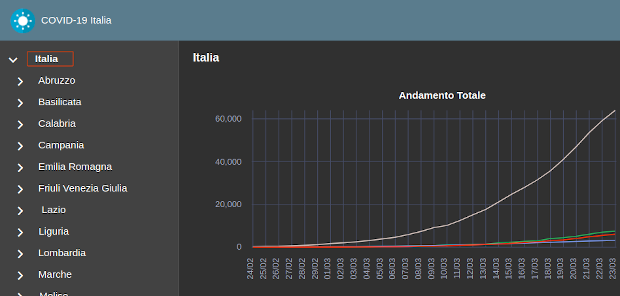 COVID-19 Italia
Italia
Abruzzo
Basilicata
Calabria
Campania
Emilia Romagna
Friuli Venezia Giulia
Lazio
Liguria
Lombardia
Marche
Molise
Italia
Andamento Totale
60,000
40,000
20,000
0
24/02
25/02
26/02
27/02
28/02
29/02
01/03
02/03
03/03
04/03
05/03
06/03
07/03
08/03
09/03
10/03
11/03
12/03
13/03
14/03
15/03
16/03
17/03
18/03
19/03
20/03
21/03
22/03
23/03